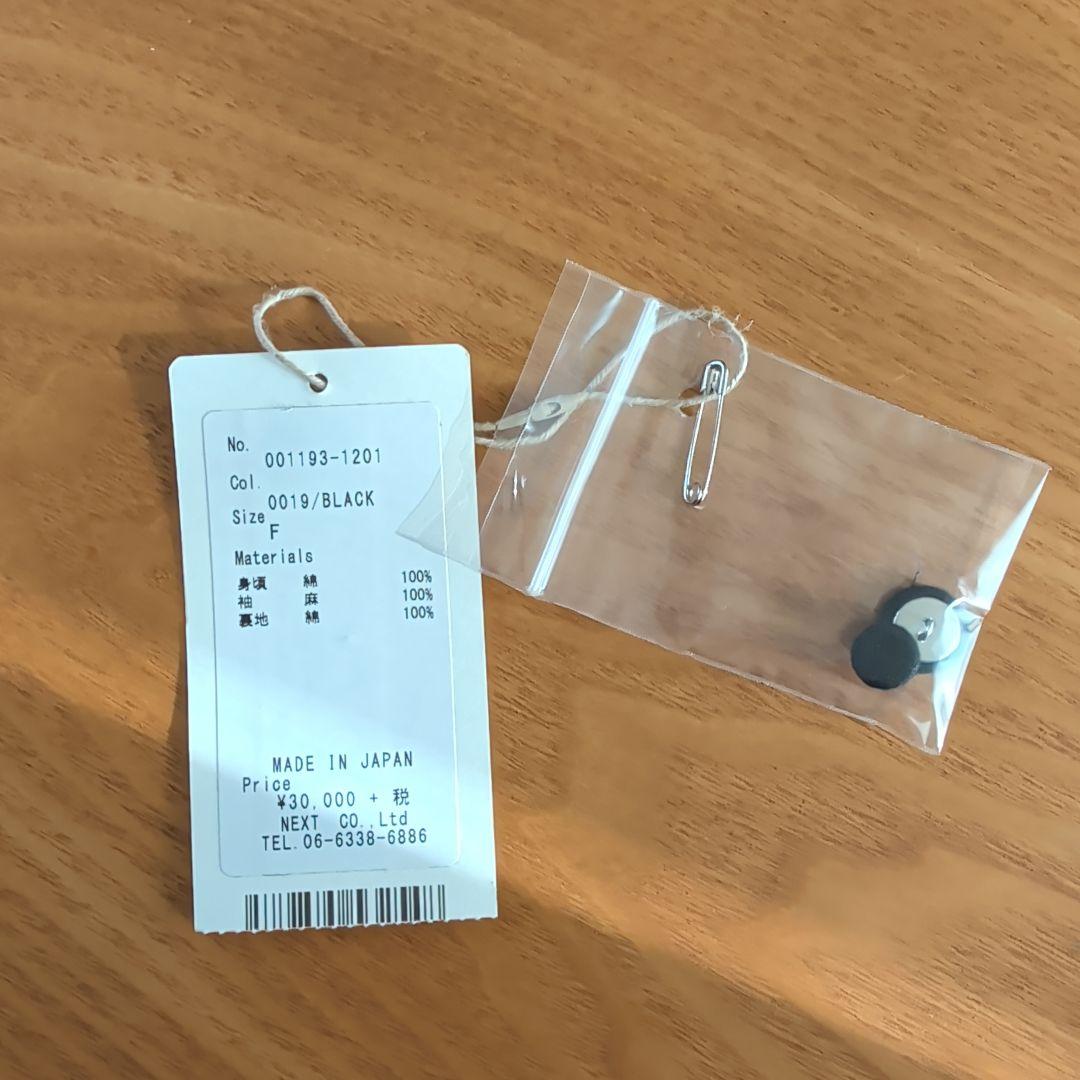 No.
001193-1201
Col.
0019/BLACK
Size
F
Materials
身頃 綿 100%
袖 麻 100%
裏地 綿 100%
MADE IN JAPAN
Price
¥30,000 + 税
NEXT CO.,Ltd
TEL.06-6338-6886